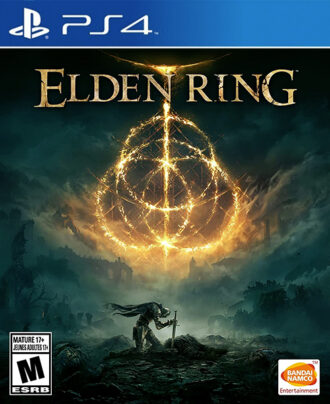 PS4
ELDEN RING
MATURE 17+
JEUNES ADULTES 17+
M
ESRB
BANDAI
NAMCO
Entertainment